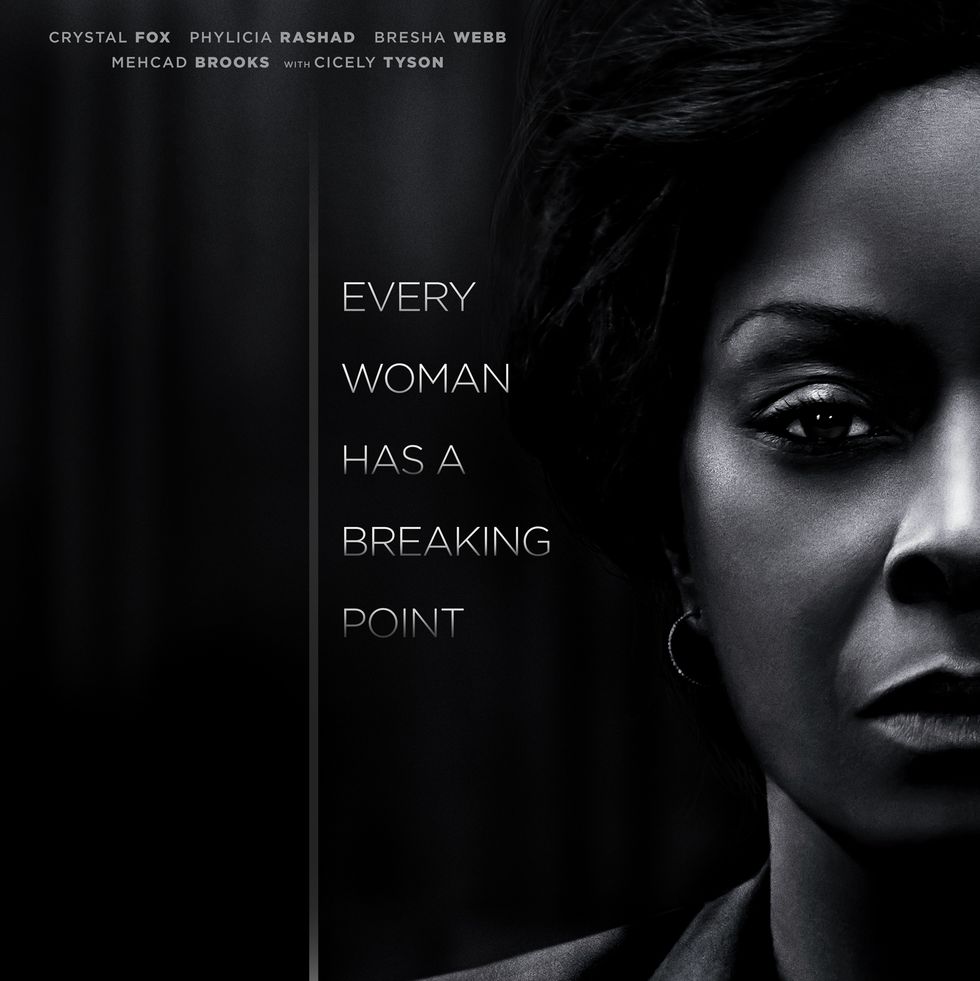 CRYSTAL FOX PHYLICIA RASHAD BRESHA WEBB
MEHCAD BROOKS WITH CICELY TYSON
EVERY
WOMAN
HAS A
BREAKING
POINT